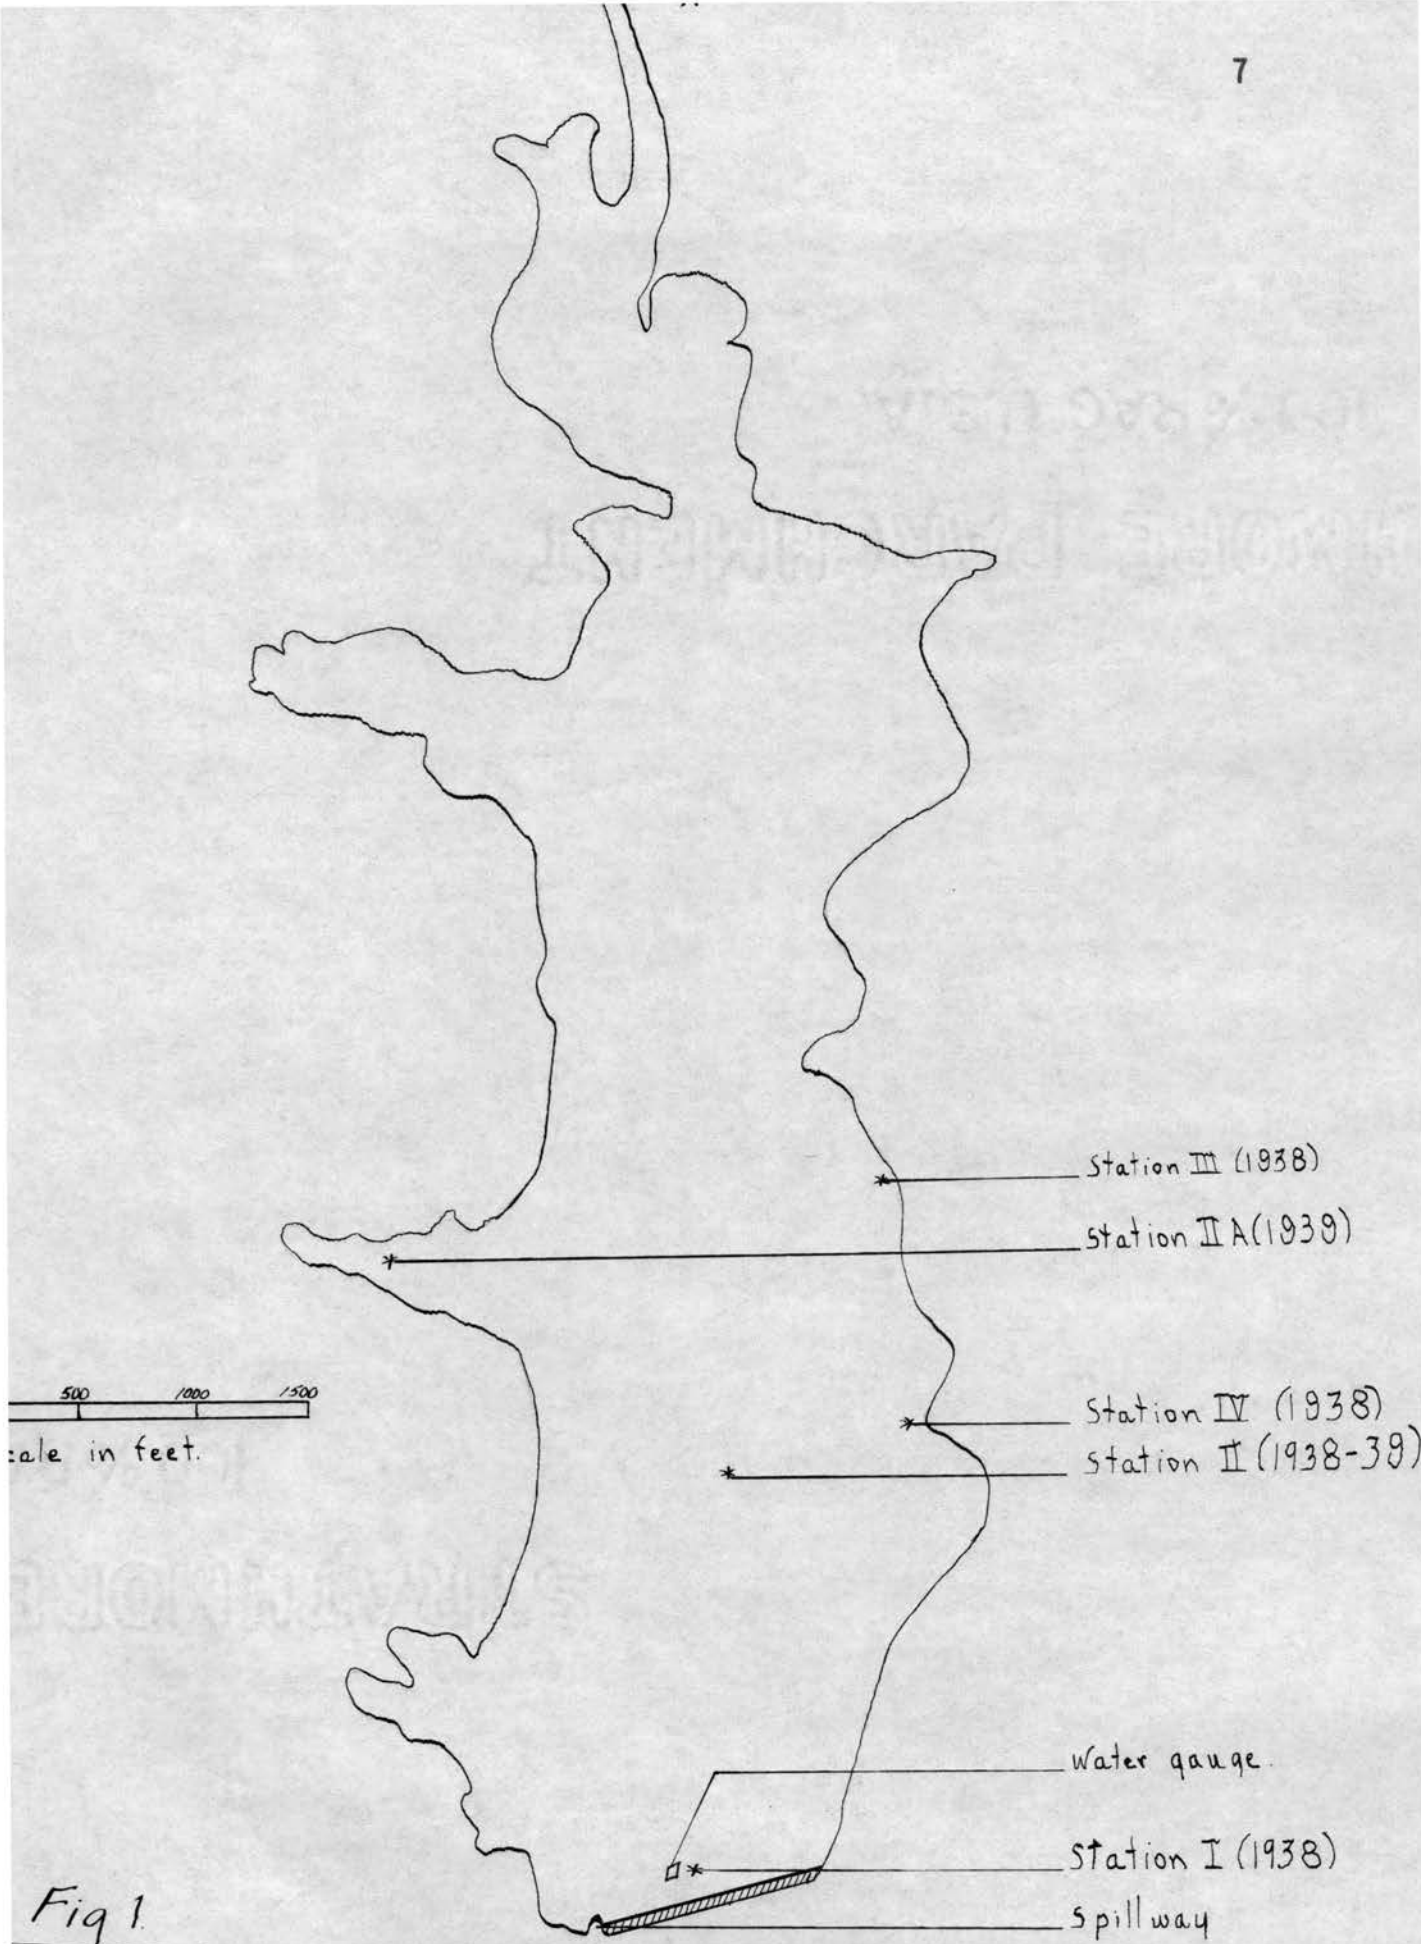 7
Station III (1938)
Station II A (1939)
500 1000 1500
cale in feet.
Station IV (1938)
Station II (1938-39)
Water gauge.
Station I (1938)
Spillway
Fig 1.